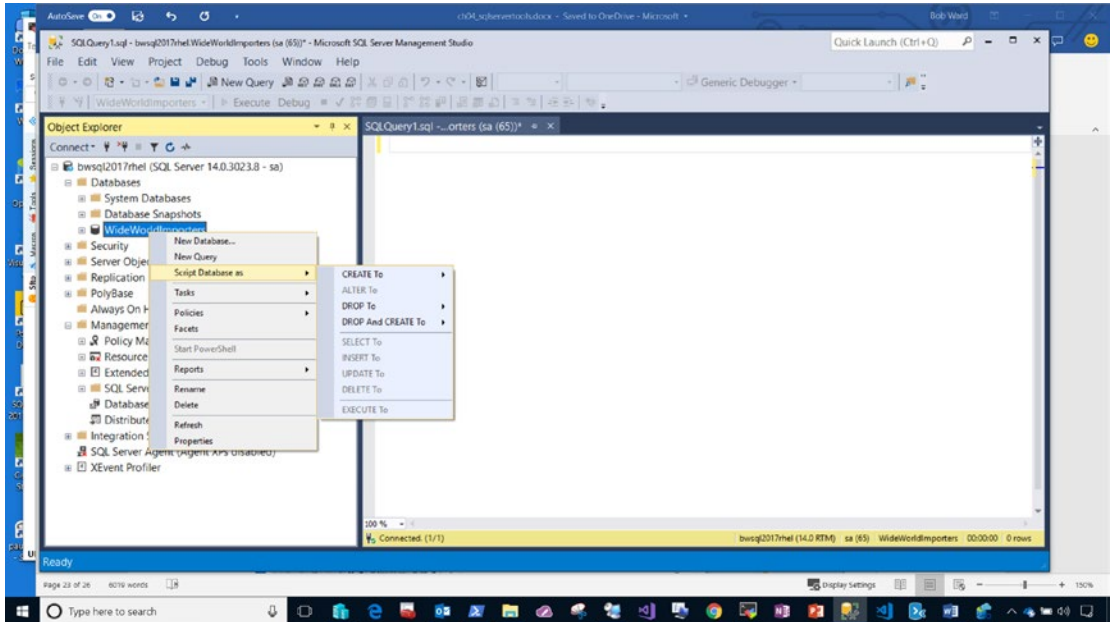 AutoSave On
ch04_sqlservertools.docx - Saved to OneDrive - Microsoft
Bob Ward
SQLQuery1.sql - bwsql2017rhel.WideWorldImporters (sa (65))* - Microsoft SQL Server Management Studio
Quick Launch (Ctrl+Q)
File Edit View Project Debug Tools Window Help
New Query
Generic Debugger
WideWorldImporters
Execute Debug
Object Explorer
SQLQuery1.sql -...orters (sa (65))*
Connect
bwsql2017rhel (SQL Server 14.0.3023.8 - sa)
Databases
System Databases
Database Snapshots
WideWorldImporters
Security
Server Objec
Replication
PolyBase
Always On H
Managemen
Policy Ma
Resource
Extended
SQL Serve
Database
Distribute
Integration S
SQL Server Agent (Agent XPs disabled)
XEvent Profiler
New Database...
New Query
Script Database as
Tasks
Policies
Facets
Start PowerShell
Reports
Rename
Delete
Refresh
Properties
CREATE To
ALTER To
DROP To
DROP And CREATE To
SELECT To
INSERT To
UPDATE To
DELETE To
EXECUTE To
100 %
Connected. (1/1)
bwsql2017rhel (14.0 RTM) sa (65) WideWorldImporters 00:00:00 0 rows
Ready
Page 23 of 26 6019 words
Display Settings
150%
Type here to search